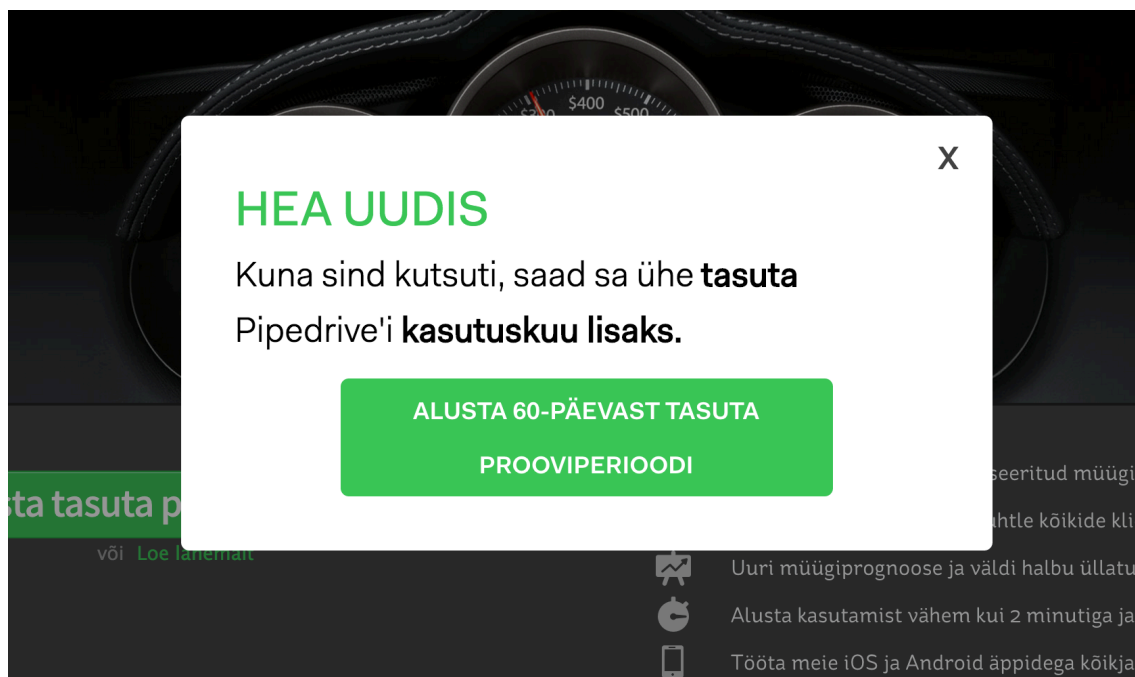 $300 $400 $500
X
HEA UUDIS
Kuna sind kutsuti, saad sa ühe tasuta
Pipedrive'i kasutuskuu lisaks.
ALUSTA 60-PÄEVAST TASUTA
PROOVIPERIOODI
sta tasuta p
või Loe lähemalt
seeritud müügi
uhtle kõikide kli
Uuri müügiprognoose ja väldi halbu üllatu
Alusta kasutamist vähem kui 2 minutiga ja
Tööta meie iOS ja Android äppidega kõikja